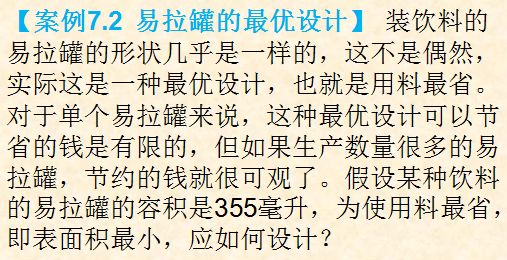 【案例7.2 易拉罐的最优设计】 装饮料的
易拉罐的形状几乎是一样的，这不是偶然，
实际这是一种最优设计，也就是用料最省。
对于单个易拉罐来说，这种最优设计可以节
省的钱是有限的，但如果生产数量很多的易
拉罐，节约的钱就很可观了。假设某种饮料
的易拉罐的容积是355毫升，为使用料最省，
即表面积最小，应如何设计？